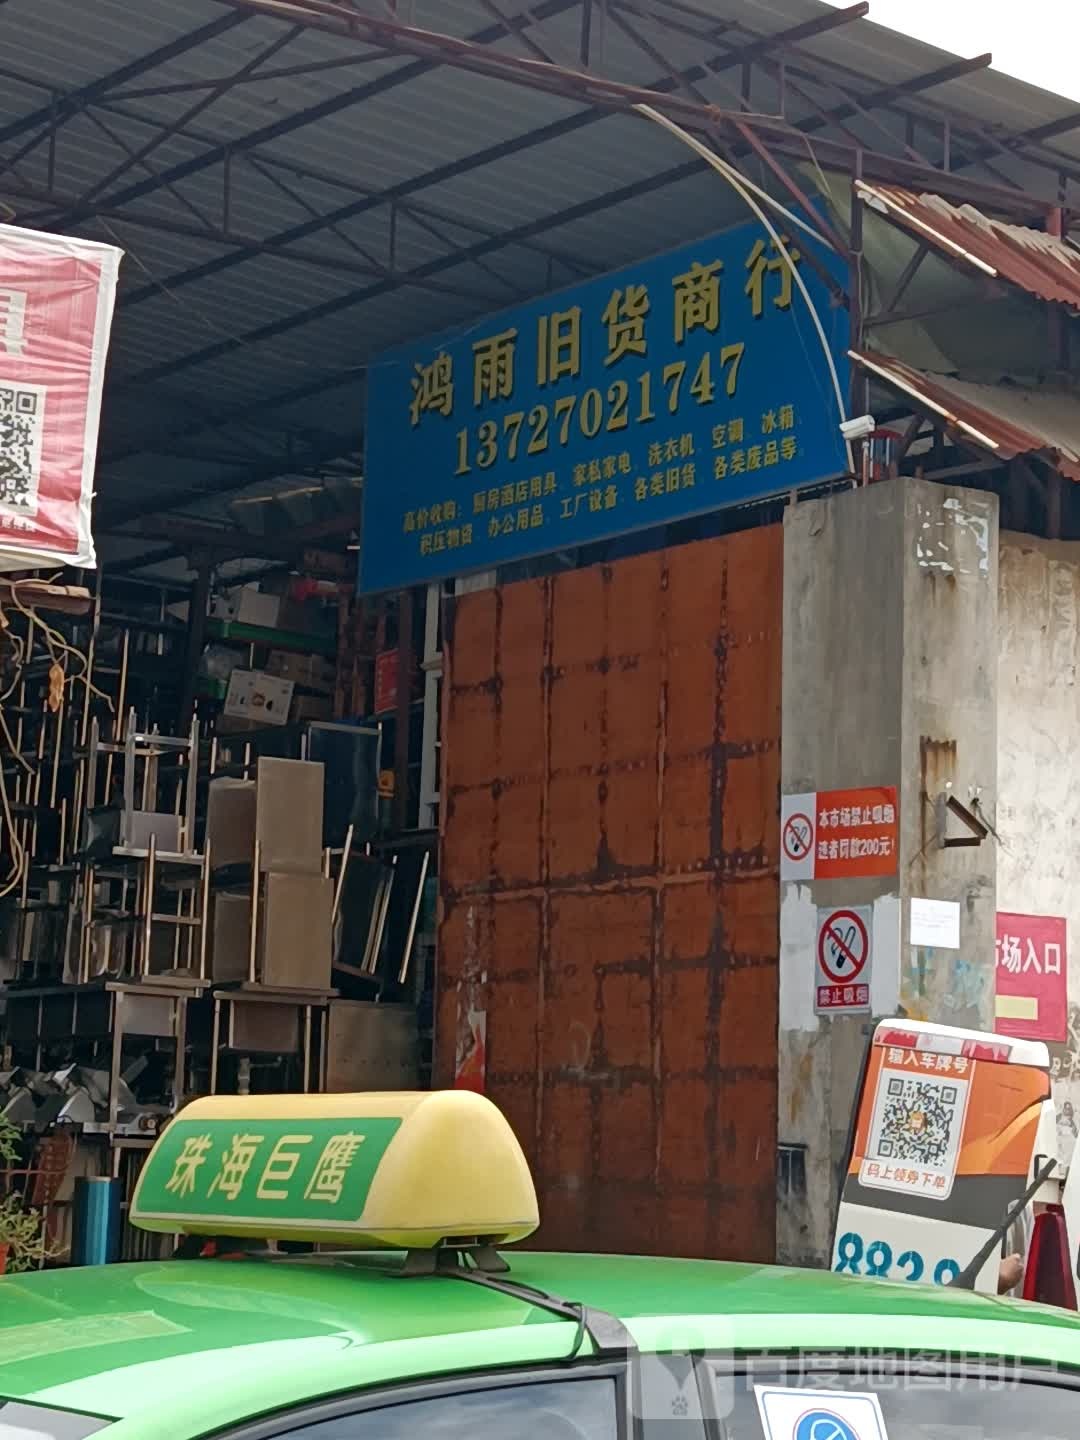 鸿雨旧货商行
13727021747
高价收购：厨房酒店用具、家私家电、洗衣机、空调、冰箱、
积压物资、办公用品、工厂设备、各类旧货、各类废品等。
具
本市场禁止吸烟
违者罚款200元!
禁止吸烟
市场入口
输入车牌号
码上领券下单
珠海巨鹰
百度地图用户